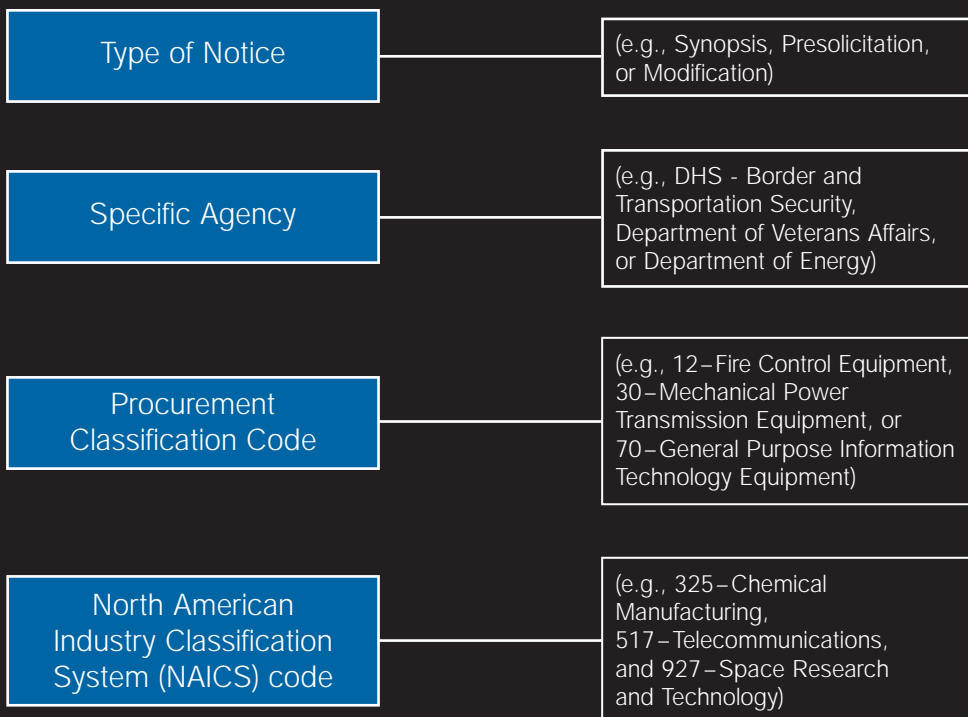 Type of Notice
(e.g., Synopsis, Presolicitation,
or Modification)
Specific Agency
(e.g., DHS - Border and
Transportation Security,
Department of Veterans Affairs,
or Department of Energy)
Procurement
Classification Code
(e.g., 12–Fire Control Equipment,
30–Mechanical Power
Transmission Equipment, or
70–General Purpose Information
Technology Equipment)
North American
Industry Classification
System (NAICS) code
(e.g., 325–Chemical
Manufacturing,
517–Telecommunications,
and 927–Space Research
and Technology)